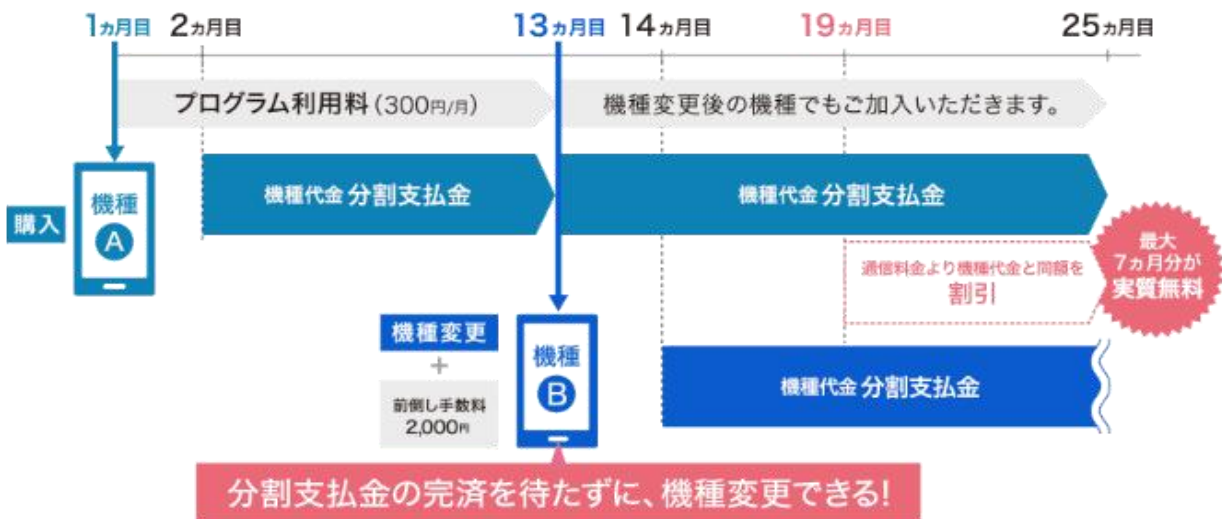 1ヵ月目 2ヵ月目 13ヵ月目 14ヵ月目 19ヵ月目 25ヵ月目
プログラム利用料（300円/月）
機種変更後の機種でもご加入いただきます。
購入
機種
A
機種代金 分割支払金
機種代金 分割支払金
通信料金より機種代金と同額を
割引
最大
7ヵ月分が
実質無料
機種変更
+
前倒し手数料
2,000円
機種
B
機種代金 分割支払金
分割支払金の完済を待たずに、機種変更できる!